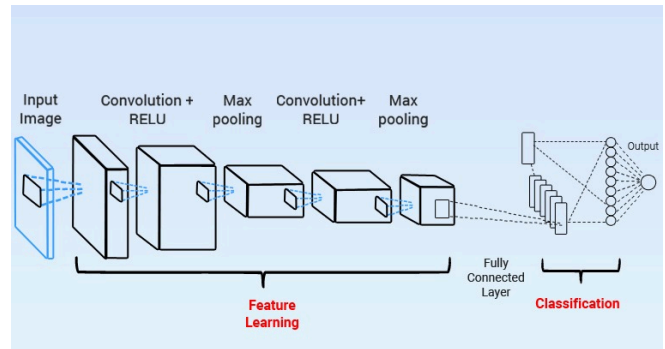 Input
Image
Convolution +
RELU
Max
pooling
Convolution+
RELU
Max
pooling
Output
Fully
Connected
Layer
Feature
Learning
Classification